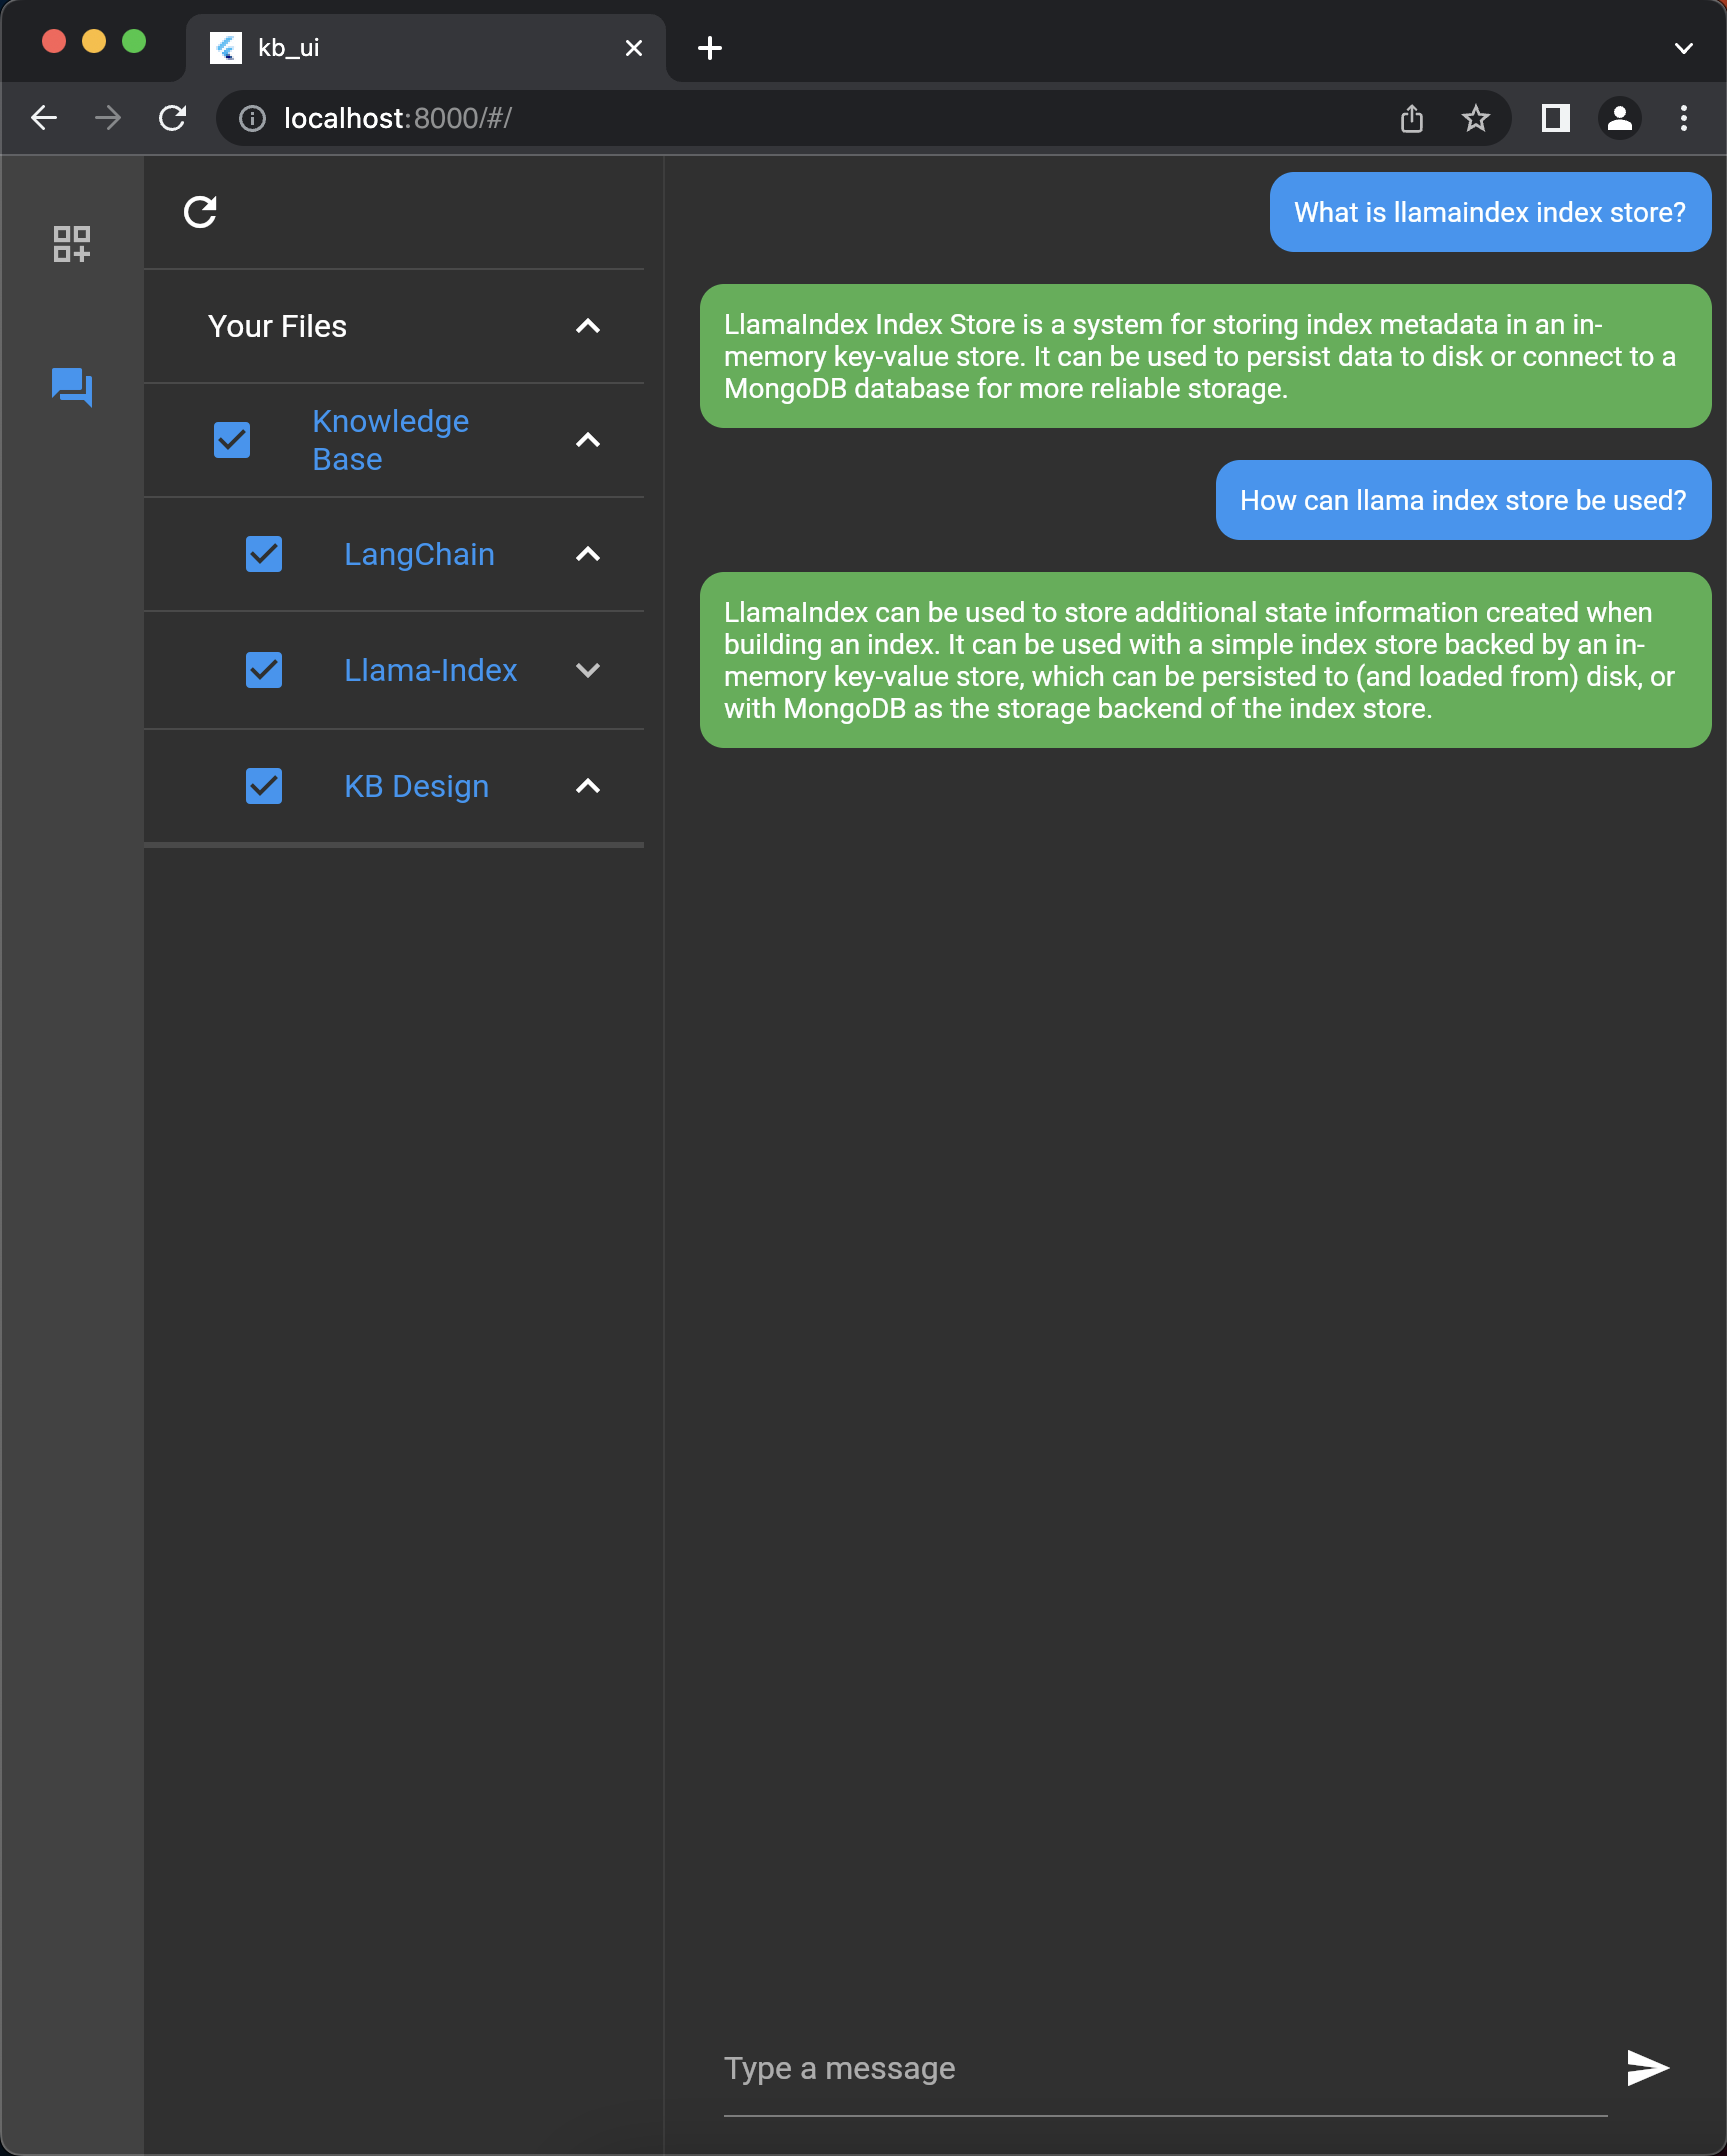 kb_ui
localhost:8000/#/
Your Files
Knowledge
Base
LangChain
Llama-Index
KB Design
What is llamaindex index store?
LlamaIndex Index Store is a system for storing index metadata in an in-
memory key-value store. It can be used to persist data to disk or connect to a
MongoDB database for more reliable storage.
How can llama index store be used?
LlamaIndex can be used to store additional state information created when
building an index. It can be used with a simple index store backed by an in-
memory key-value store, which can be persisted to (and loaded from) disk, or
with MongoDB as the storage backend of the index store.
Type a message